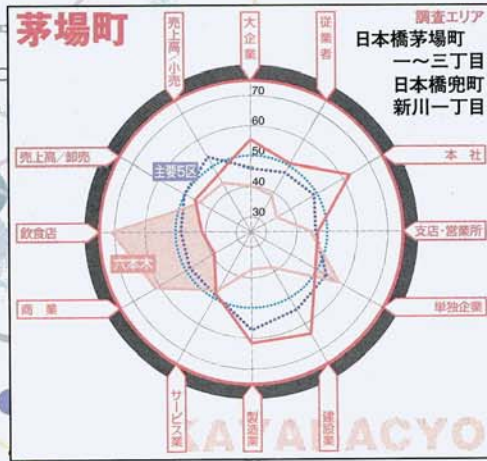 茅場町
調査エリア
日本橋茅場町
一〜三丁目
日本橋兜町
新川一丁目
大企業
従業者
本社
支店・営業所
単独企業
建設業
製造業
サービス業
商業
飲食店
売上高/卸売
売上高/小売
70
60
50
40
30
主要5区
六本木
KAYABACYO